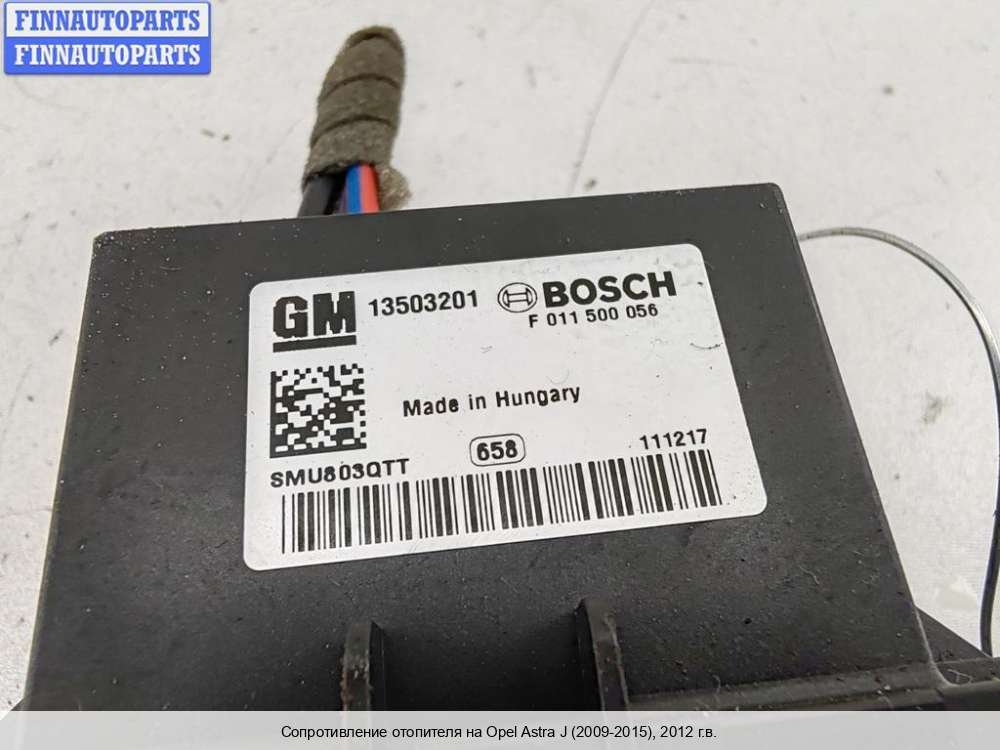 FINNAUTOPARTS
FINNAUTOPARTS
GM 13503201 BOSCH
F 011 500 056
Made in Hungary
SMU803QTT 658 111217
Сопротивление отопителя на Opel Astra J (2009-2015), 2012 г.в.